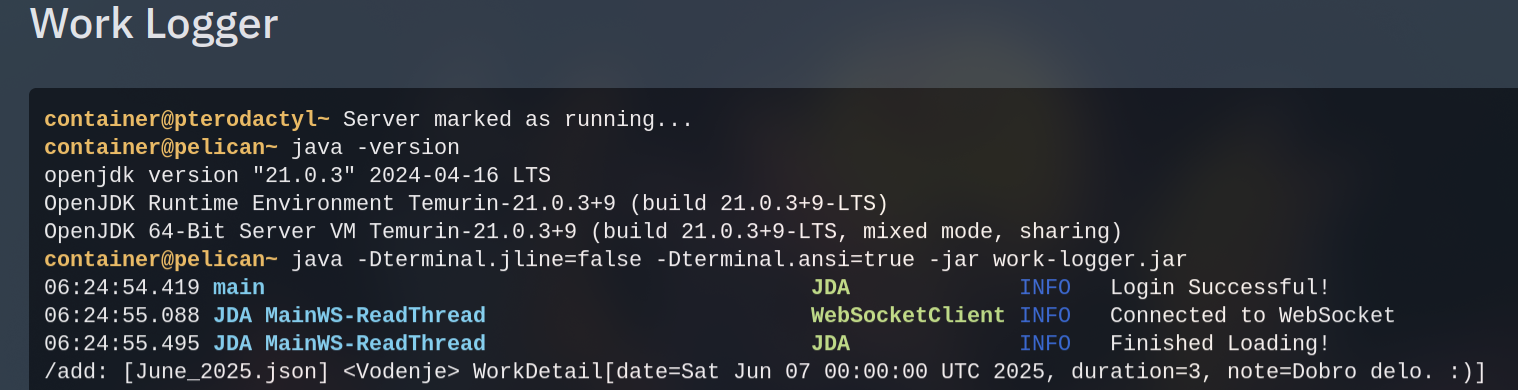 Work Logger
container@pterodactyl~ Server marked as running...
container@pelican~ java -version
openjdk version "21.0.3" 2024-04-16 LTS
OpenJDK Runtime Environment Temurin-21.0.3+9 (build 21.0.3+9-LTS)
OpenJDK 64-Bit Server VM Temurin-21.0.3+9 (build 21.0.3+9-LTS, mixed mode, sharing)
container@pelican~ java -Dterminal.jline=false -Dterminal.ansi=true -jar work-logger.jar
06:24:54.419 main JDA INFO Login Successful!
06:24:55.088 JDA MainWS-ReadThread WebSocketClient INFO Connected to WebSocket
06:24:55.495 JDA MainWS-ReadThread JDA INFO Finished Loading!
/add: [June_2025.json] <Vodenje> WorkDetail[date=Sat Jun 07 00:00:00 UTC 2025, duration=3, note=Dobro delo. :)]